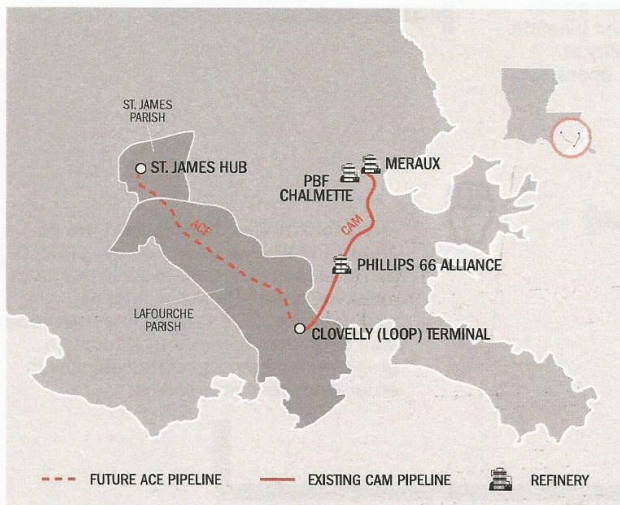 ST. JAMES
PARISH
ST. JAMES HUB
PBF
CHALMETTE
MERAUX
ACE
CAM
PHILLIPS 66 ALLIANCE
LAFOURCHE
PARISH
CLOVELLY (LOOP) TERMINAL
FUTURE ACE PIPELINE
EXISTING CAM PIPELINE
REFINERY